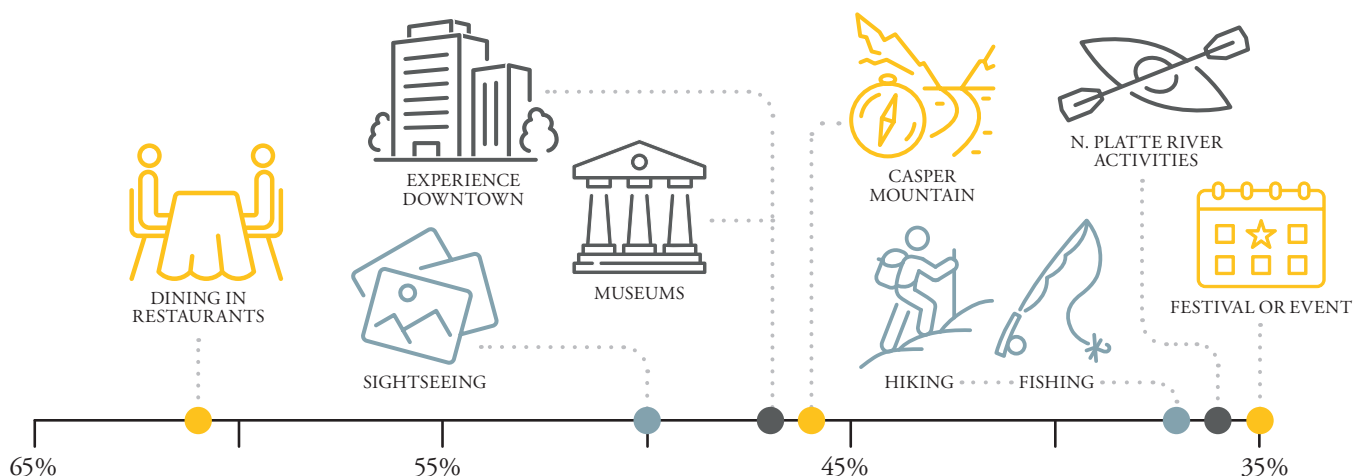 EXPERIENCE
DOWNTOWN
CASPER
MOUNTAIN
N. PLATTE RIVER
ACTIVITIES
DINING IN
RESTAURANTS
MUSEUMS
FESTIVAL OR EVENT
SIGHTSEEING
HIKING
FISHING
65%
55%
45%
35%